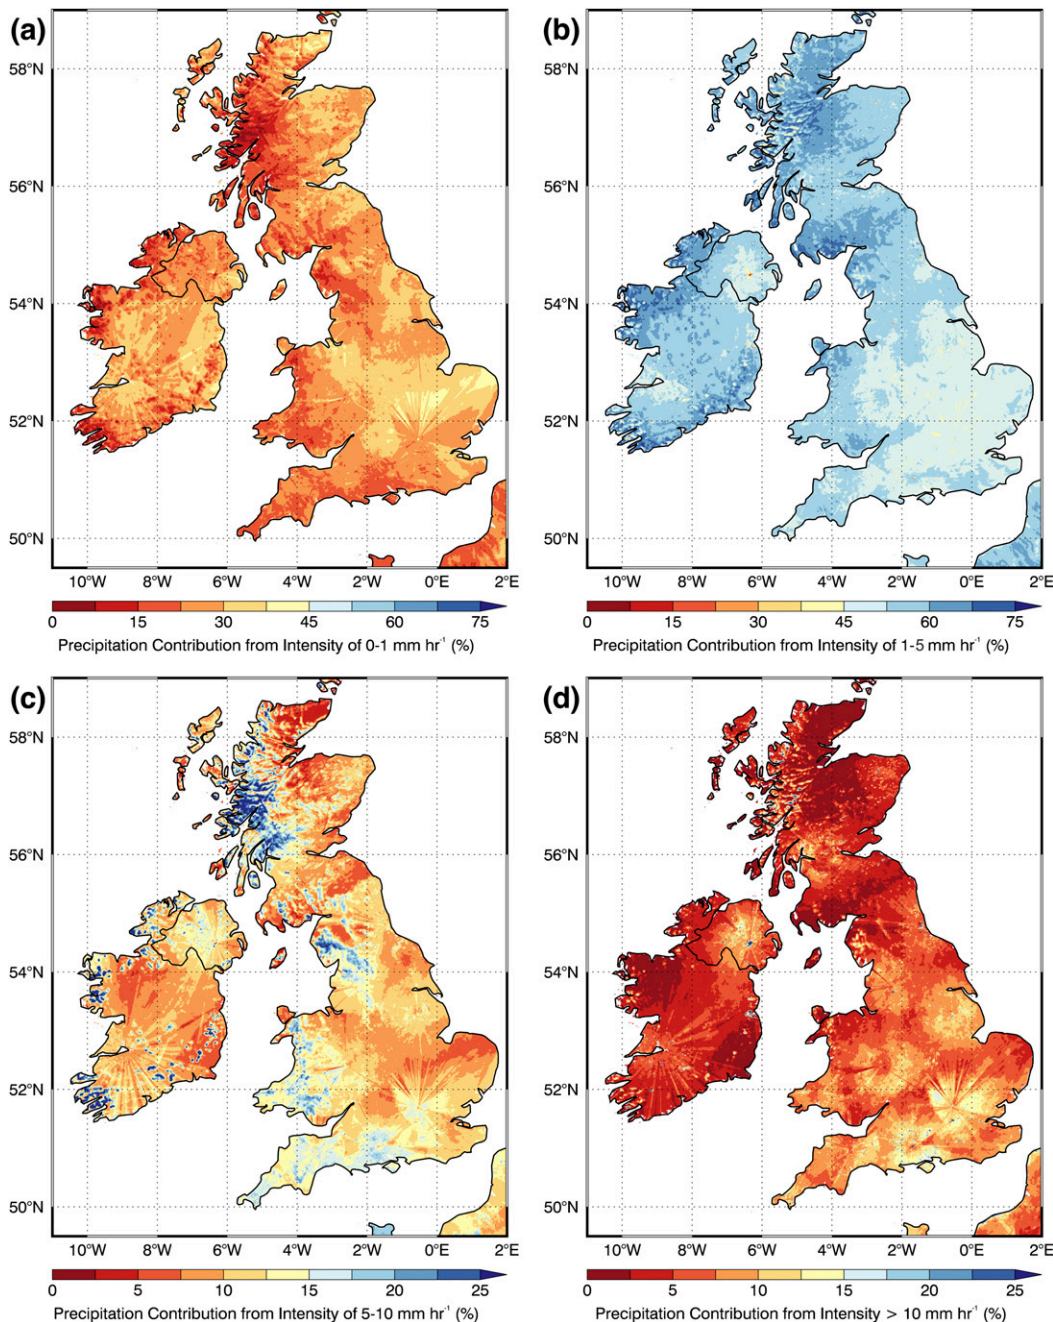 (a)
58°N
56°N
54°N
52°N
50°N
10°W 8°W 6°W 4°W 2°W 0°E 2°E
0 15 30 45 60 75
Precipitation Contribution from Intensity of 0-1 mm hr⁻¹ (%)
(b)
58°N
56°N
54°N
52°N
50°N
10°W 8°W 6°W 4°W 2°W 0°E 2°E
0 15 30 45 60 75
Precipitation Contribution from Intensity of 1-5 mm hr⁻¹ (%)
(c)
58°N
56°N
54°N
52°N
50°N
10°W 8°W 6°W 4°W 2°W 0°E 2°E
0 5 10 15 20 25
Precipitation Contribution from Intensity of 5-10 mm hr⁻¹ (%)
(d)
58°N
56°N
54°N
52°N
50°N
10°W 8°W 6°W 4°W 2°W 0°E 2°E
0 5 10 15 20 25
Precipitation Contribution from Intensity > 10 mm hr⁻¹ (%)